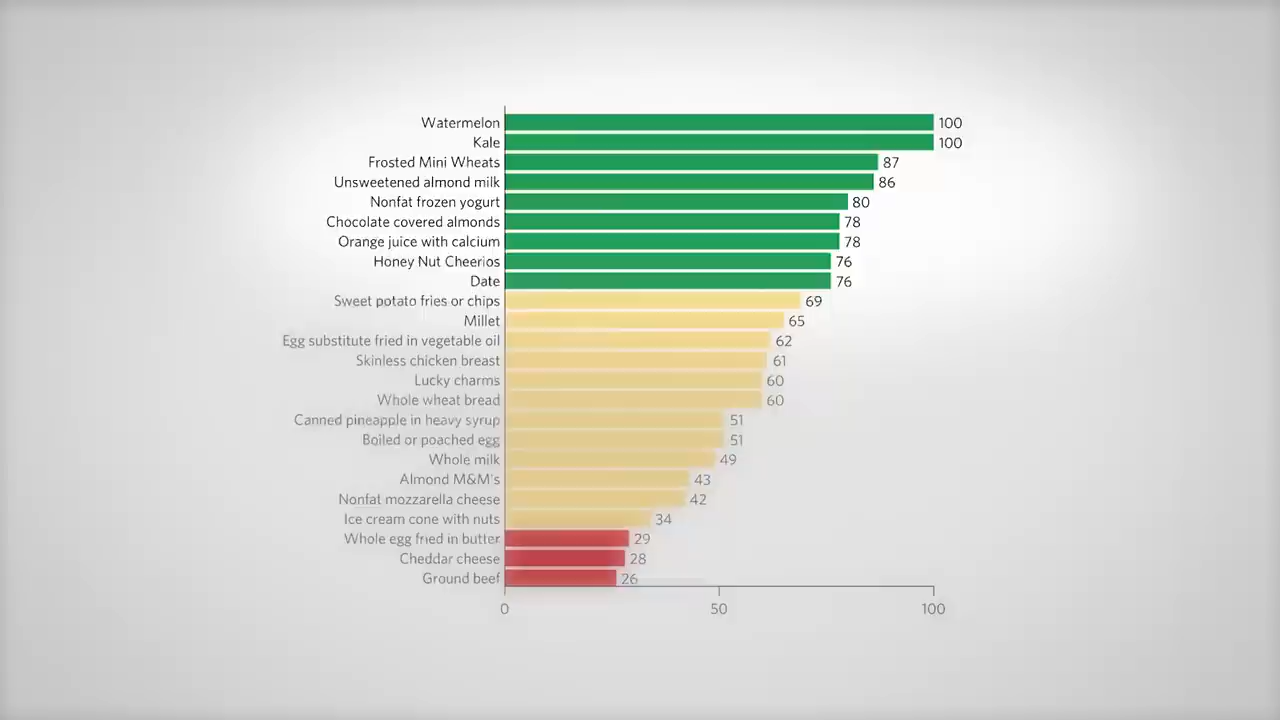 Watermelon 100
Kale 100
Frosted Mini Wheats 87
Unsweetened almond milk 86
Nonfat frozen yogurt 80
Chocolate covered almonds 78
Orange juice with calcium 78
Honey Nut Cheerios 76
Date 76
Sweet potato fries or chips 69
Millet 65
Egg substitute fried in vegetable oil 62
Skinless chicken breast 61
Lucky charms 60
Whole wheat bread 60
Canned pineapple in heavy syrup 51
Boiled or poached egg 51
Whole milk 49
Almond M&M's 43
Nonfat mozzarella cheese 42
Ice cream cone with nuts 34
Whole egg fried in butter 29
Cheddar cheese 28
Ground beef 26
0 50 100